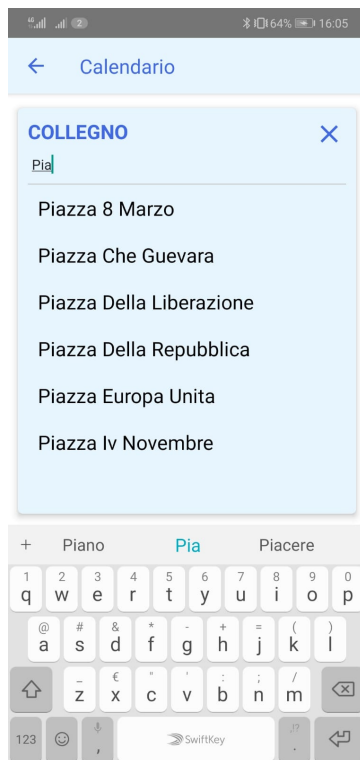 4G 2 64% 16:05
Calendario
COLLEGNO
Pia
Piazza 8 Marzo
Piazza Che Guevara
Piazza Della Liberazione
Piazza Della Repubblica
Piazza Europa Unita
Piazza Iv Novembre
+ Piano Pia Piacere
1 2 3 4 5 6 7 8 9 0
q w e r t y u i o p
@ # & * - + = ( )
a s d f g h j k l
_ € " ' : ; /
z x c v b n m
,!?
123 , SwiftKey .